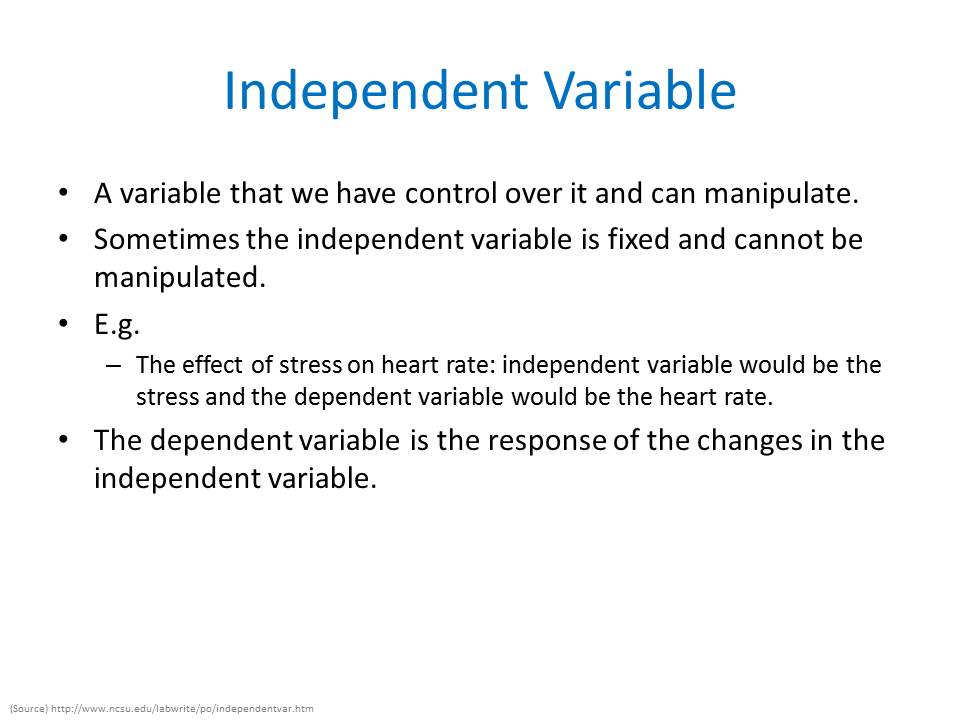 Independent Variable
• A variable that we have control over it and can manipulate.
• Sometimes the independent variable is fixed and cannot be
manipulated.
• E.g.
– The effect of stress on heart rate: independent variable would be the
stress and the dependent variable would be the heart rate.
• The dependent variable is the response of the changes in the
independent variable.
(Source) http://www.ncsu.edu/labwrite/po/independentvar.htm